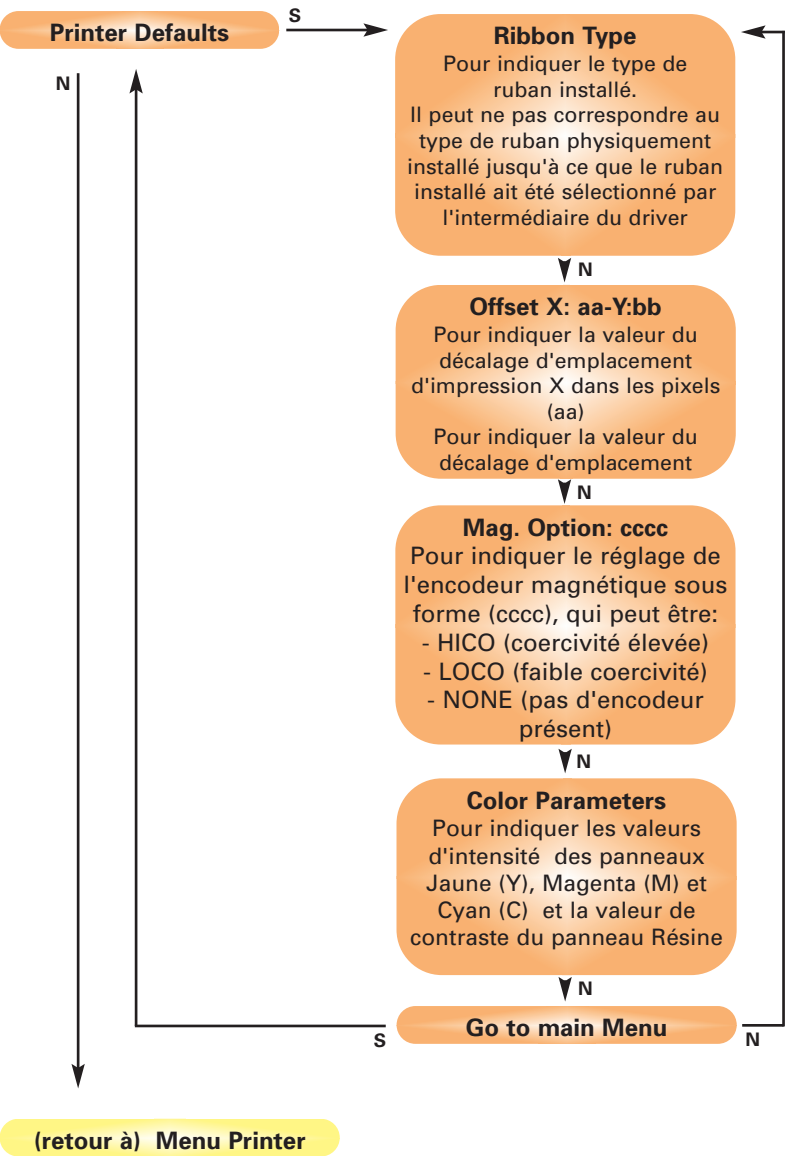 Printer Defaults
S
N
Ribbon Type
Pour indiquer le type de
ruban installé.
Il peut ne pas correspondre au
type de ruban physiquement
installé jusqu'à ce que le ruban
installé ait été sélectionné par
l'intermédiaire du driver
N
Offset X: aa-Y:bb
Pour indiquer la valeur du
décalage d'emplacement
d'impression X dans les pixels
(aa)
Pour indiquer la valeur du
décalage d'emplacement
N
Mag. Option: cccc
Pour indiquer le réglage de
l'encodeur magnétique sous
forme (cccc), qui peut être:
- HICO (coercivité élevée)
- LOCO (faible coercivité)
- NONE (pas d'encodeur
présent)
N
Color Parameters
Pour indiquer les valeurs
d'intensité des panneaux
Jaune (Y), Magenta (M) et
Cyan (C) et la valeur de
contraste du panneau Résine
N
S
Go to main Menu
N
(retour à) Menu Printer